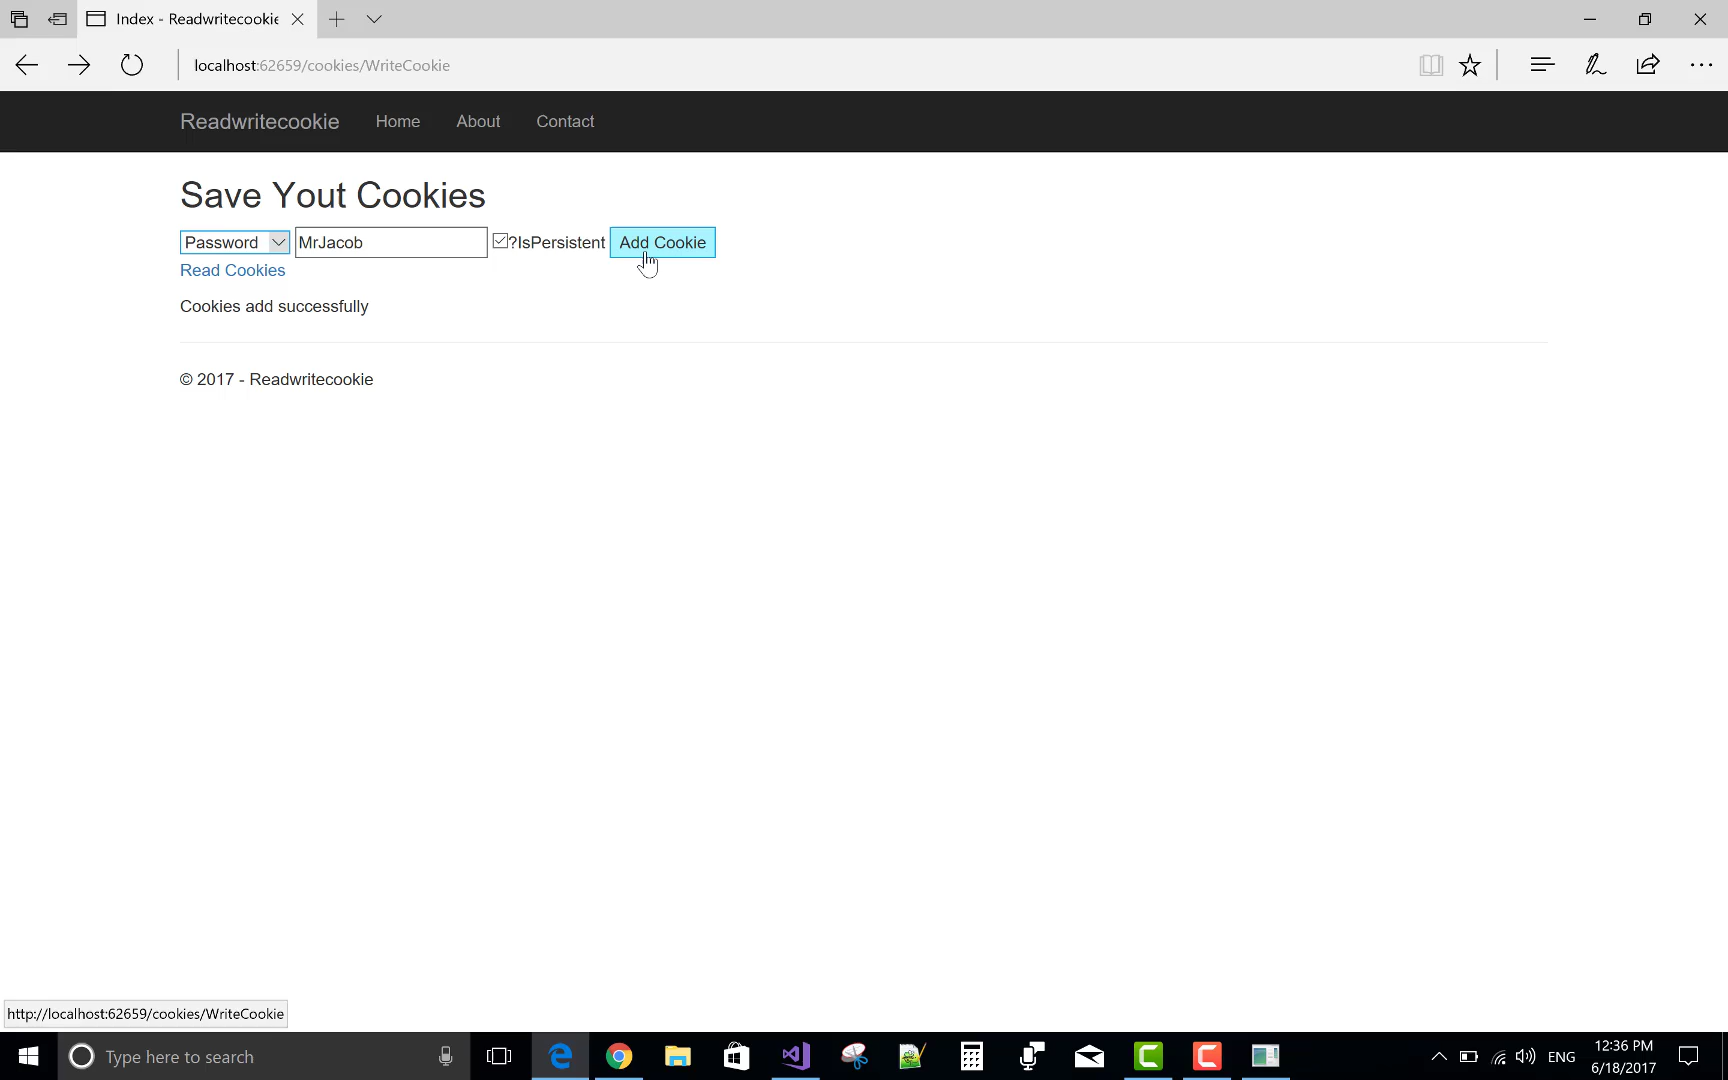 Index - Readwritecookie
localhost:62659/cookies/WriteCookie
Readwritecookie Home About Contact
Save Yout Cookies
Password MrJacob ?IsPersistent Add Cookie
Read Cookies
Cookies add successfully
© 2017 - Readwritecookie
http://localhost:62659/cookies/WriteCookie
Type here to search
ENG
12:36 PM
6/18/2017